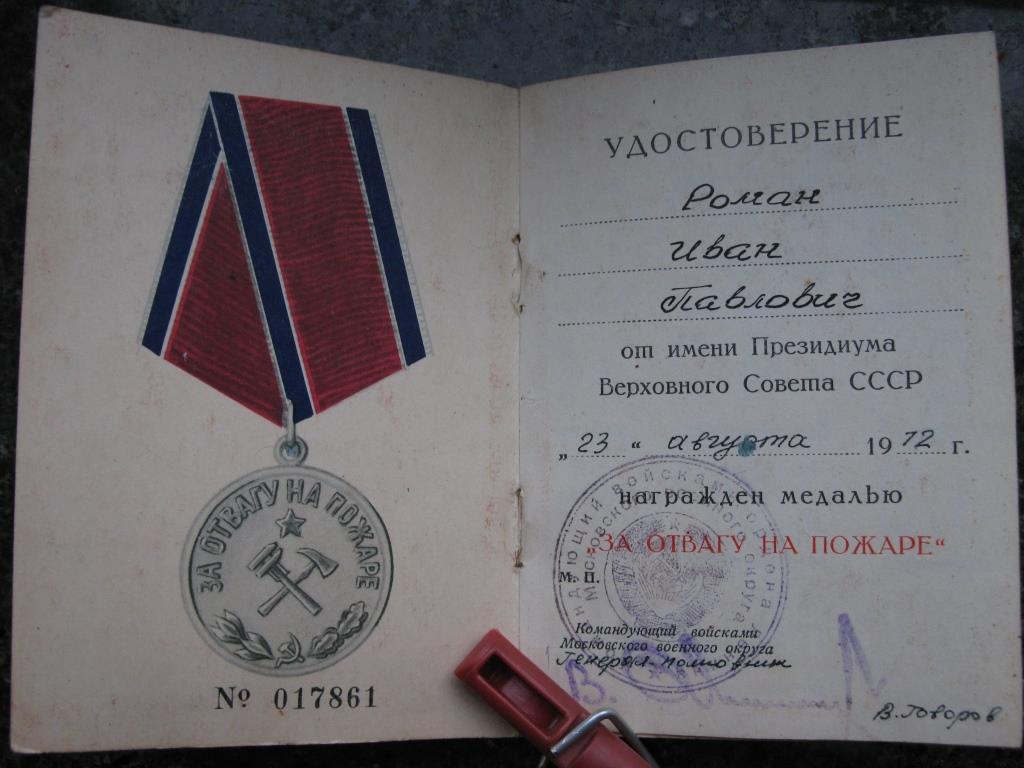 ЗА ОТВАГУ НА ПОЖАРЕ
№ 017861
УДОСТОВЕРЕНИЕ
Роман
Иван
Павлович
от имени Президиума
Верховного Совета СССР
„23“ августа 1972 г.
награжден медалью
„ЗА ОТВАГУ НА ПОЖАРЕ“
М. П.
Командующий войсками
Московского военного округа
Генерал-полковник
В. Говоров